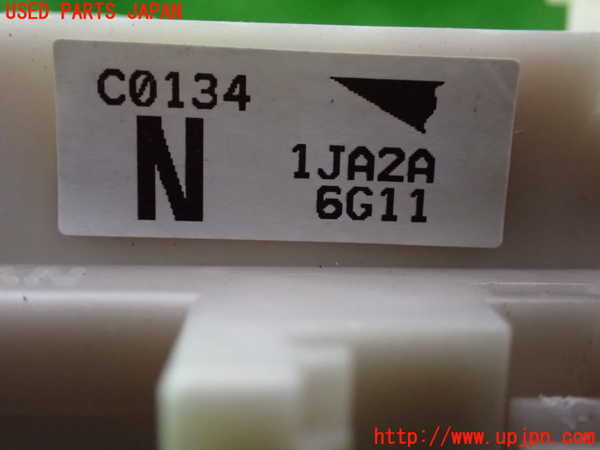 USED PARTS JAPAN
C0134
N
1JA2A
6G11
http://www.upjpn.com/